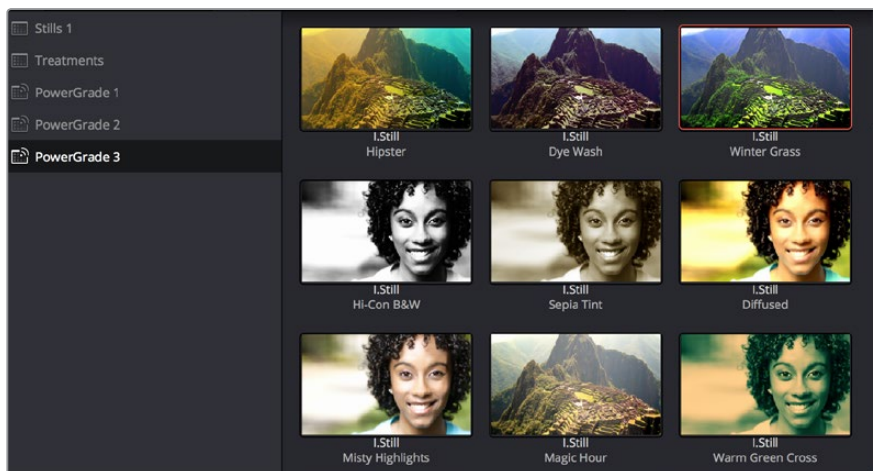 Stills 1
Treatments
PowerGrade 1
PowerGrade 2
PowerGrade 3
I.Still
Hipster
I.Still
Dye Wash
I.Still
Winter Grass
I.Still
Hi-Con B&W
I.Still
Sepia Tint
I.Still
Diffused
I.Still
Misty Highlights
I.Still
Magic Hour
I.Still
Warm Green Cross